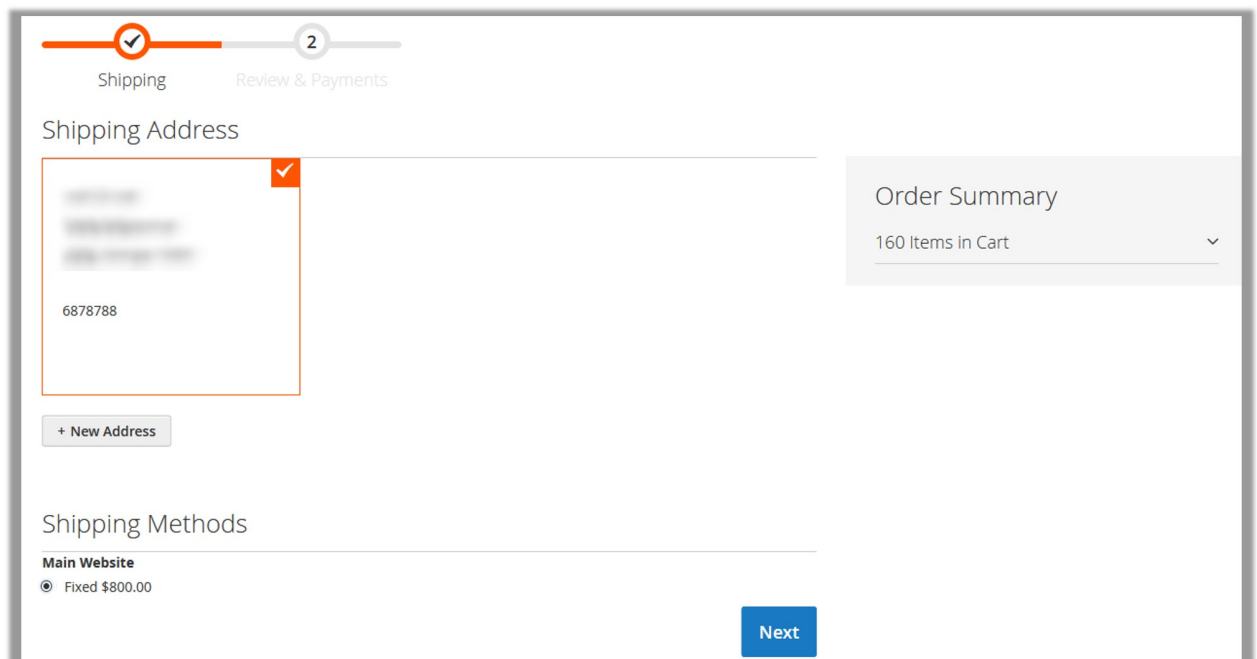 2
Shipping
Review & Payments
Shipping Address
6878788
+ New Address
Order Summary
160 Items in Cart
Shipping Methods
Main Website
Fixed $800.00
Next